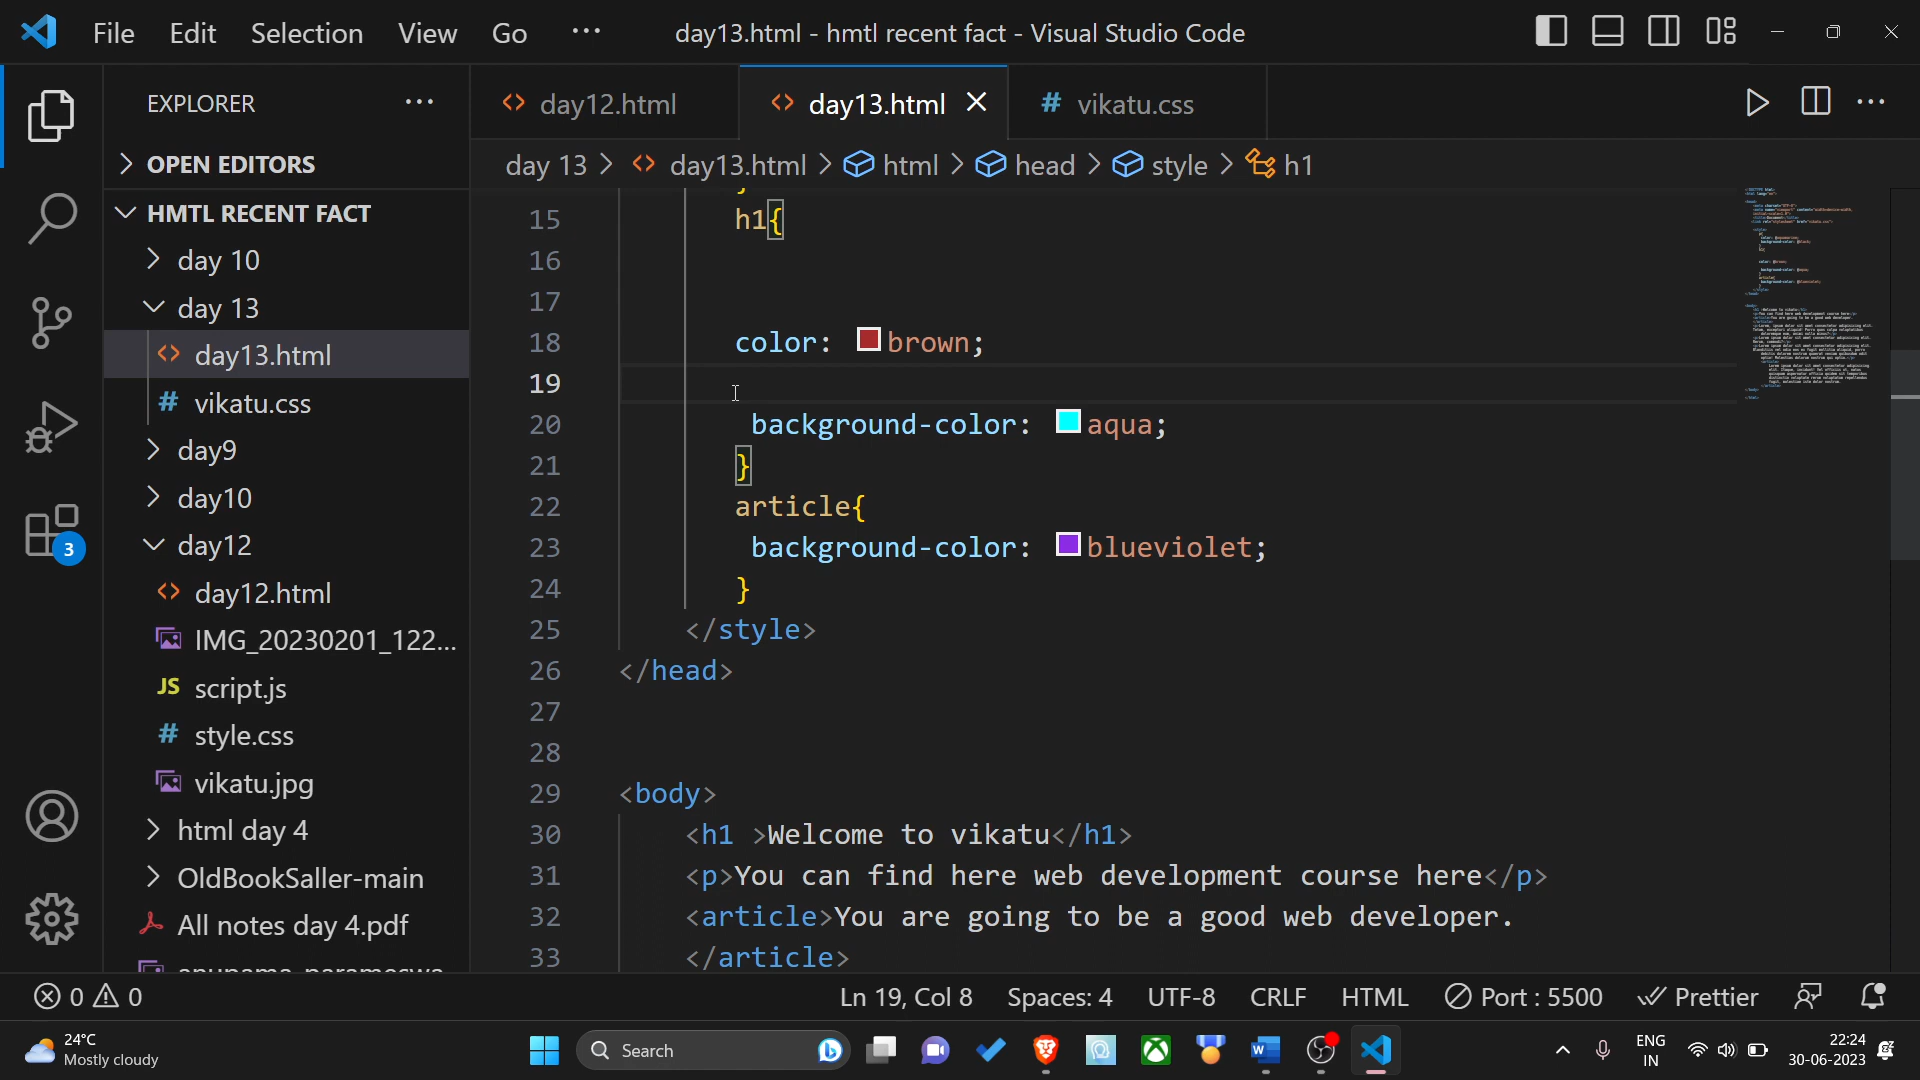 File Edit Selection View Go ··· day13.html - hmtl recent fact - Visual Studio Code
EXPLORER ···
OPEN EDITORS
HMTL RECENT FACT
day 10
day 13
day13.html
vikatu.css
day9
day10
day12
day12.html
IMG_20230201_122...
script.js
style.css
vikatu.jpg
html day 4
OldBookSaller-main
All notes day 4.pdf
3
day12.html day13.html vikatu.css
day 13 > day13.html > html > head > style > h1
15 h1{
16
17
18 color: brown;
19
20 background-color: aqua;
21 }
22 article{
23 background-color: blueviolet;
24 }
25 </style>
26 </head>
27
28
29 <body>
30 <h1 >Welcome to vikatu</h1>
31 <p>You can find here web development course here</p>
32 <article>You are going to be a good web developer.
33 </article>
0 0 Ln 19, Col 8 Spaces: 4 UTF-8 CRLF HTML Port : 5500 Prettier
24°C
Mostly cloudy
Search
ENG
IN
22:24
30-06-2023